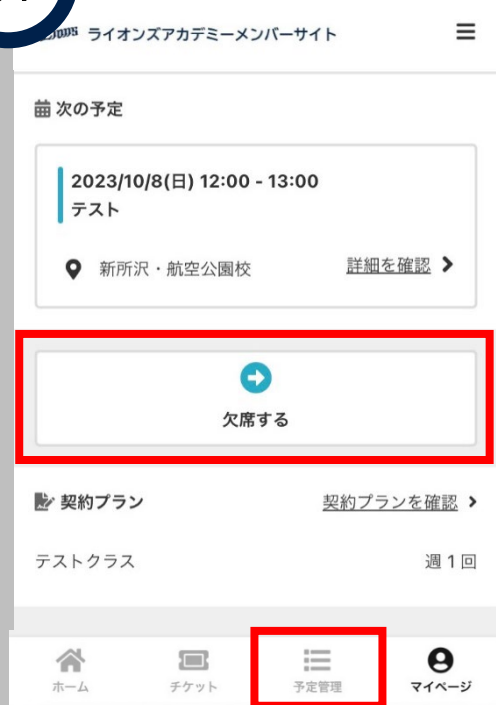 ライオンズアカデミーメンバーサイト
次の予定
2023/10/8(日) 12:00 - 13:00
テスト
新所沢・航空公園校
詳細を確認
欠席する
契約プラン
契約プランを確認
テストクラス
週1回
ホーム
チケット
予定管理
マイページ